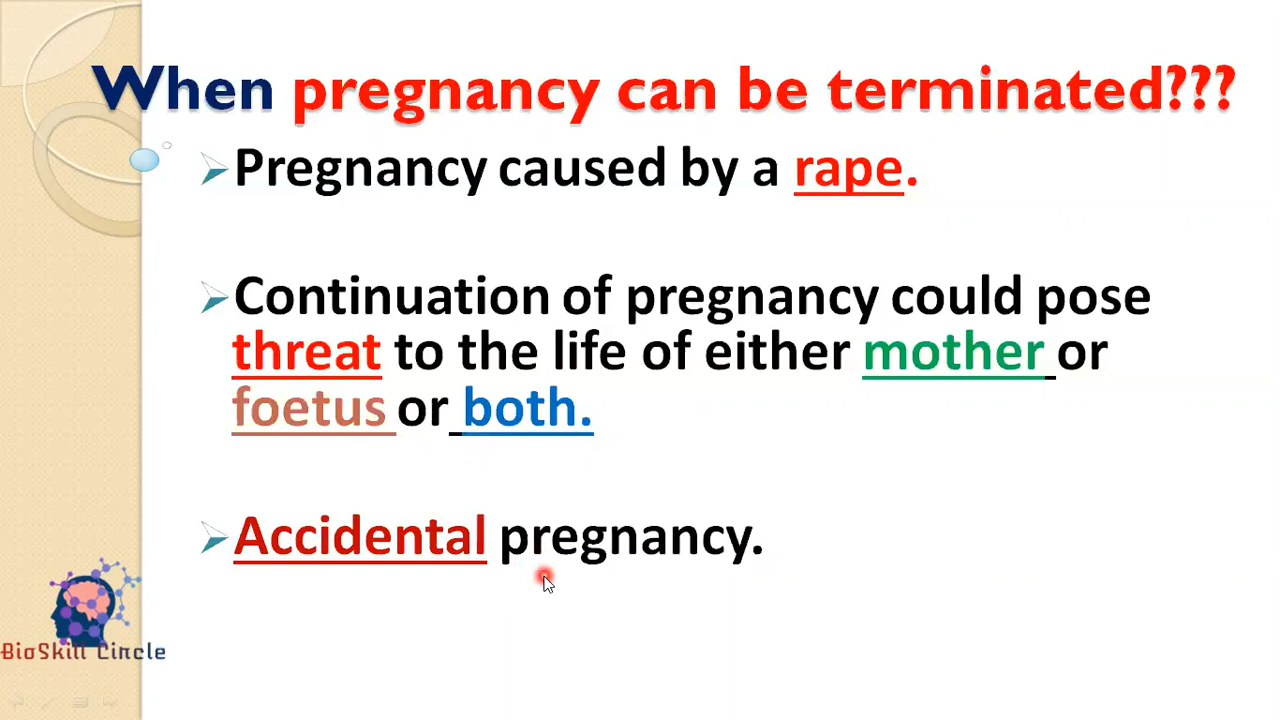 When pregnancy can be terminated???
Pregnancy caused by a rape.
Continuation of pregnancy could pose
threat to the life of either mother or
foetus or both.
Accidental pregnancy.
BioSkill Circle